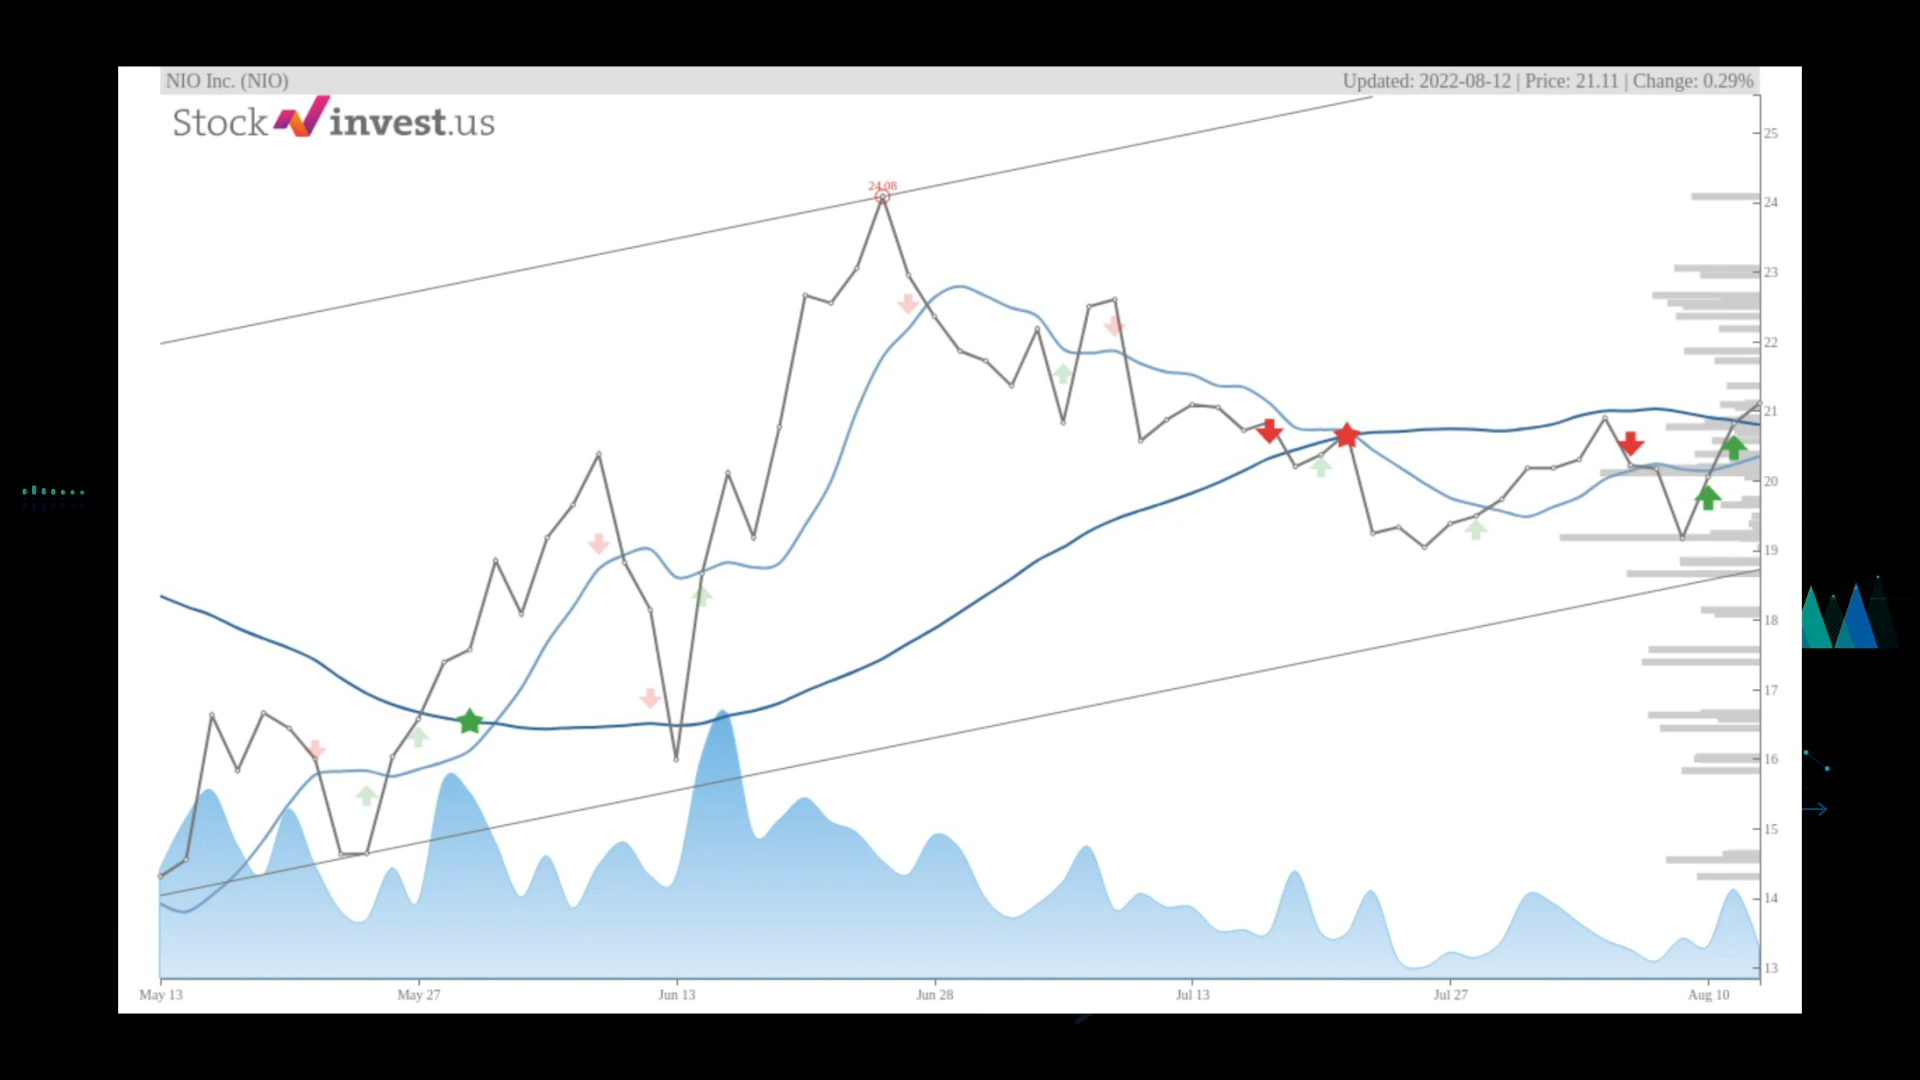 NIO Inc. (NIO)
Updated: 2022-08-12 | Price: 21.11 | Change: 0.29%
Stock invest.us
24.08
25
24
23
22
21
20
19
18
17
16
15
14
13
May 13
May 27
Jun 13
Jun 28
Jul 13
Jul 27
Aug 10